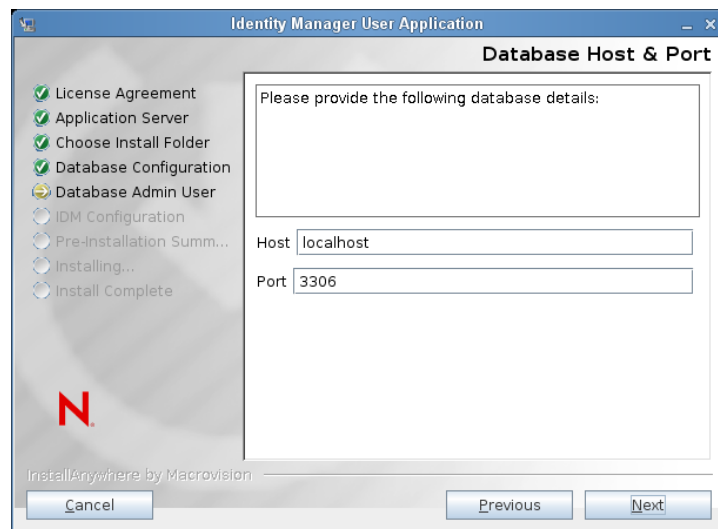 Identity Manager User Application
Database Host & Port
License Agreement
Application Server
Choose Install Folder
Database Configuration
Database Admin User
IDM Configuration
Pre-Installation Summ...
Installing...
Install Complete
Please provide the following database details:
Host localhost
Port 3306
N
InstallAnywhere by Macrovision
Cancel
Previous
Next